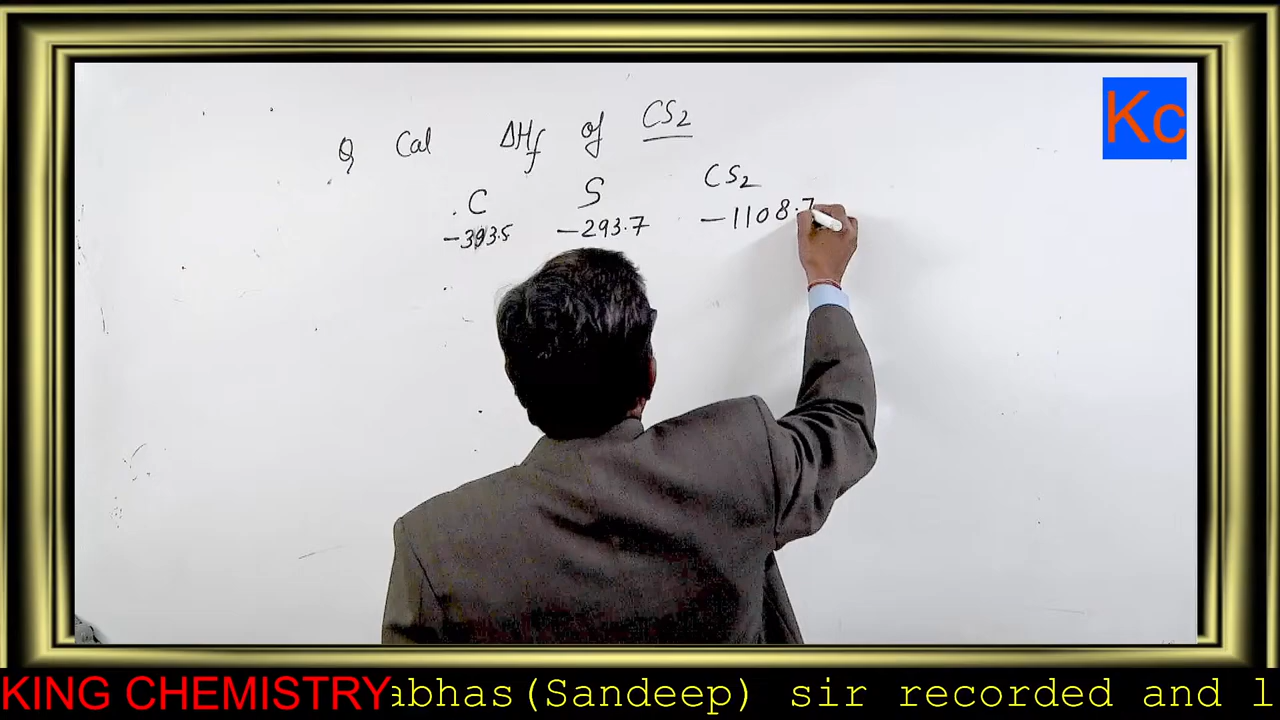 Kc
Q Cal ΔHf of CS2
C S CS2
-393.5 -293.7 -1108.7
KING CHEMISTRY abhas(Sandeep) sir recorded and l